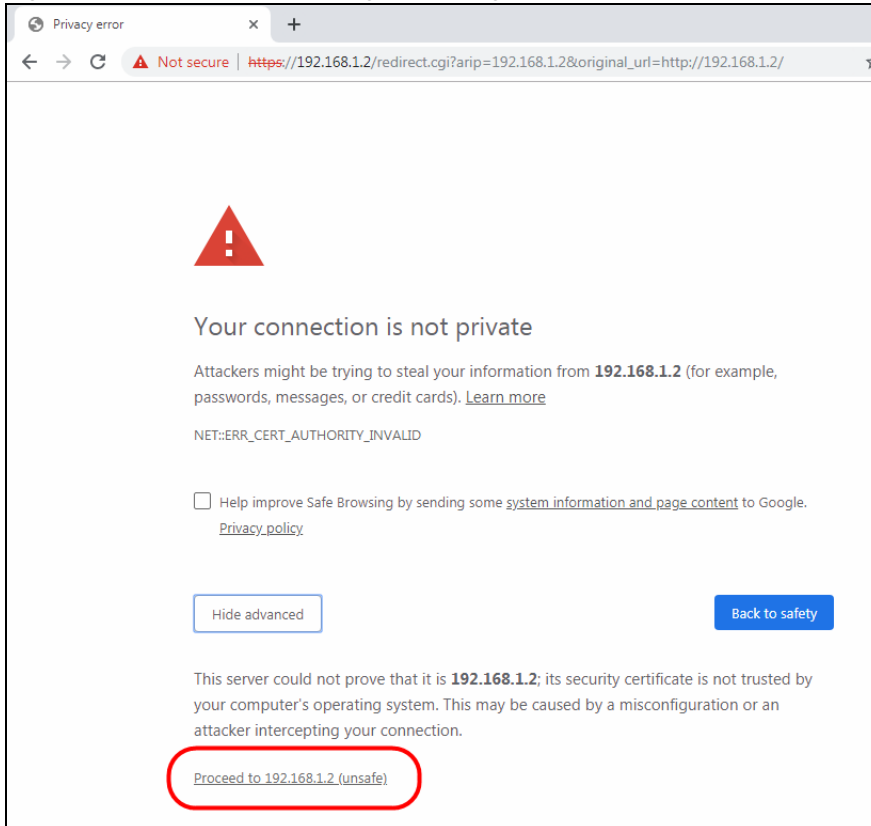 Privacy error
Not secure | https://192.168.1.2/redirect.cgi?arip=192.168.1.2&original_url=http://192.168.1.2/
Your connection is not private
Attackers might be trying to steal your information from 192.168.1.2 (for example,
passwords, messages, or credit cards). Learn more
NET::ERR_CERT_AUTHORITY_INVALID
Help improve Safe Browsing by sending some system information and page content to Google.
Privacy policy
Hide advanced
Back to safety
This server could not prove that it is 192.168.1.2; its security certificate is not trusted by
your computer's operating system. This may be caused by a misconfiguration or an
attacker intercepting your connection.
Proceed to 192.168.1.2 (unsafe)